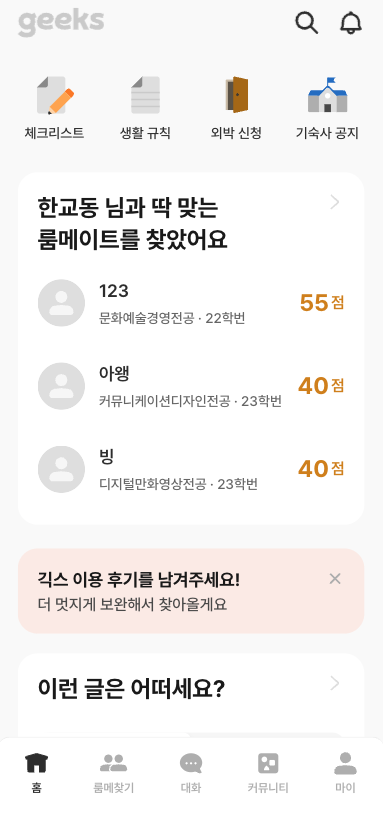 geeks
체크리스트
생활 규칙
외박 신청
기숙사 공지
한교동 님과 딱 맞는
룸메이트를 찾았어요
123
문화예술경영전공 · 22학번
55점
아왱
커뮤니케이션디자인전공 · 23학번
40점
빙
디지털만화영상전공 · 23학번
40점
긱스 이용 후기를 남겨주세요!
더 멋지게 보완해서 찾아올게요
이런 글은 어떠세요?
홈
룸메찾기
대화
커뮤니티
마이